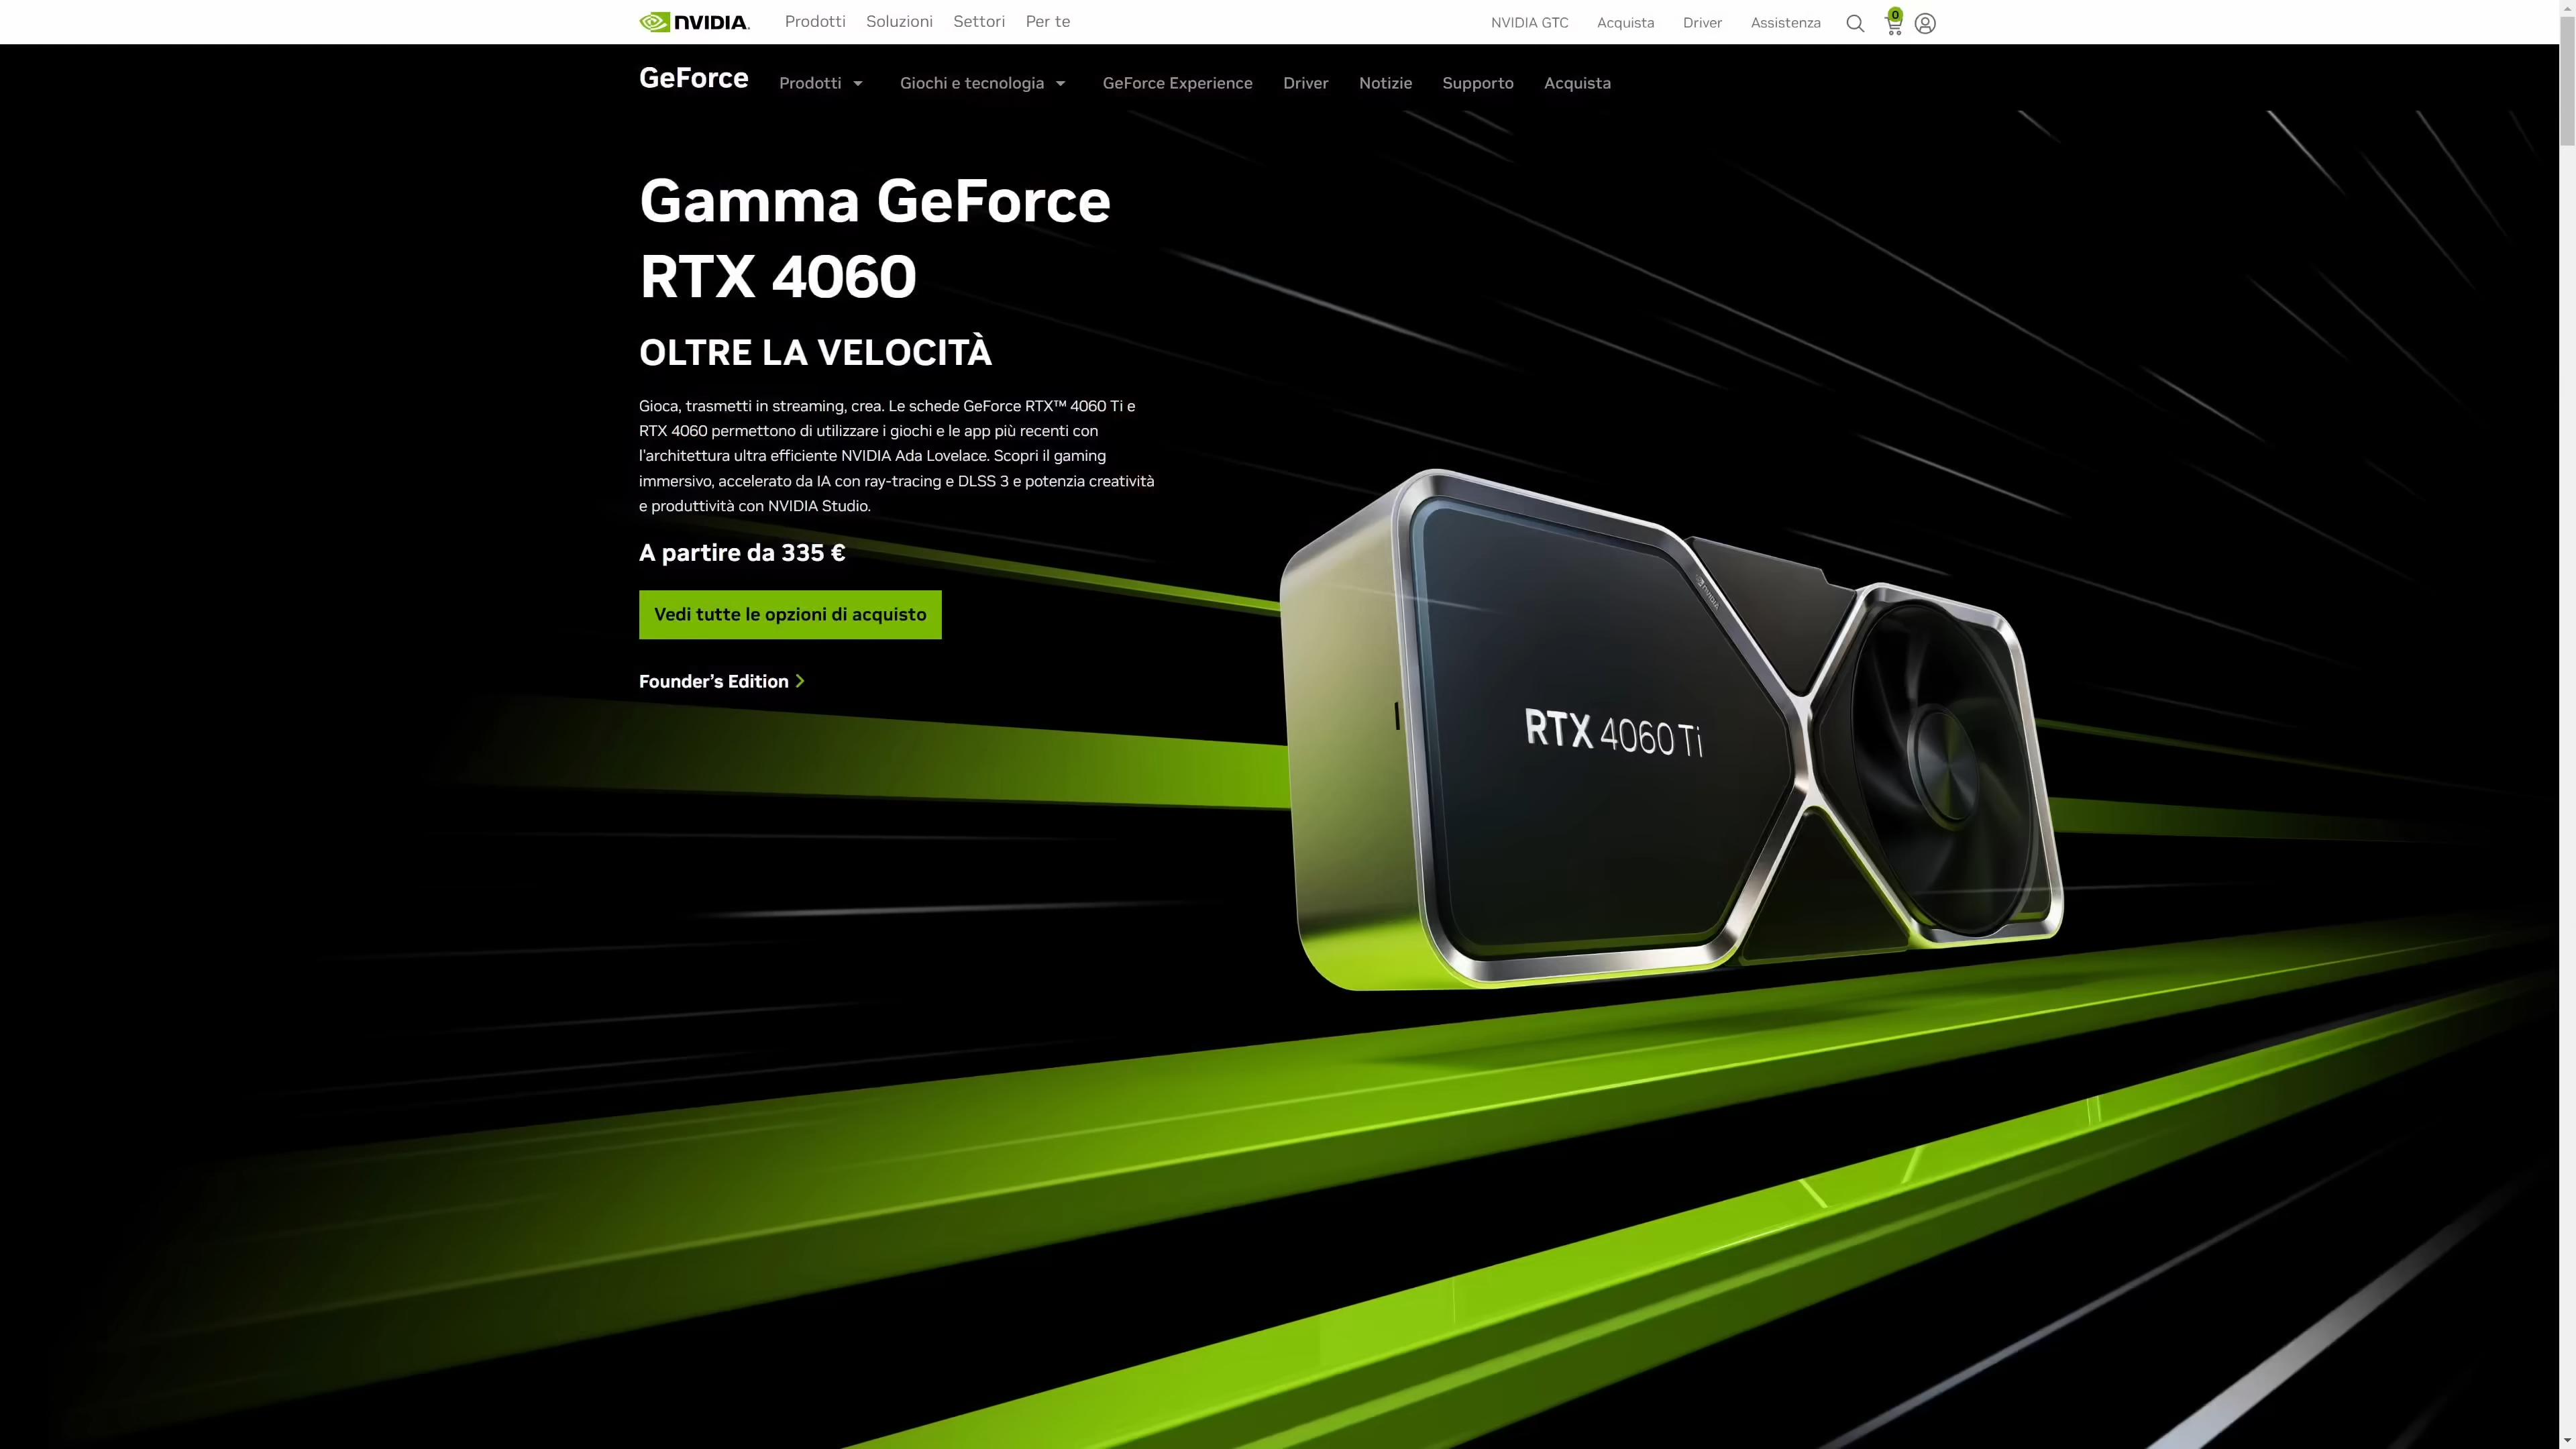 NVIDIA.
Prodotti Soluzioni Settori Per te
NVIDIA GTC Acquista Driver Assistenza 0
GeForce
Prodotti Giochi e tecnologia GeForce Experience Driver Notizie Supporto Acquista
Gamma GeForce
RTX 4060
OLTRE LA VELOCITÀ
Gioca, trasmetti in streaming, crea. Le schede GeForce RTX™ 4060 Ti e
RTX 4060 permettono di utilizzare i giochi e le app più recenti con
l'architettura ultra efficiente NVIDIA Ada Lovelace. Scopri il gaming
immersivo, accelerato da IA con ray-tracing e DLSS 3 e potenzia creatività
e produttività con NVIDIA Studio.
A partire da 335 €
Vedi tutte le opzioni di acquisto
Founder’s Edition
NVIDIA
RTX 4060 Ti